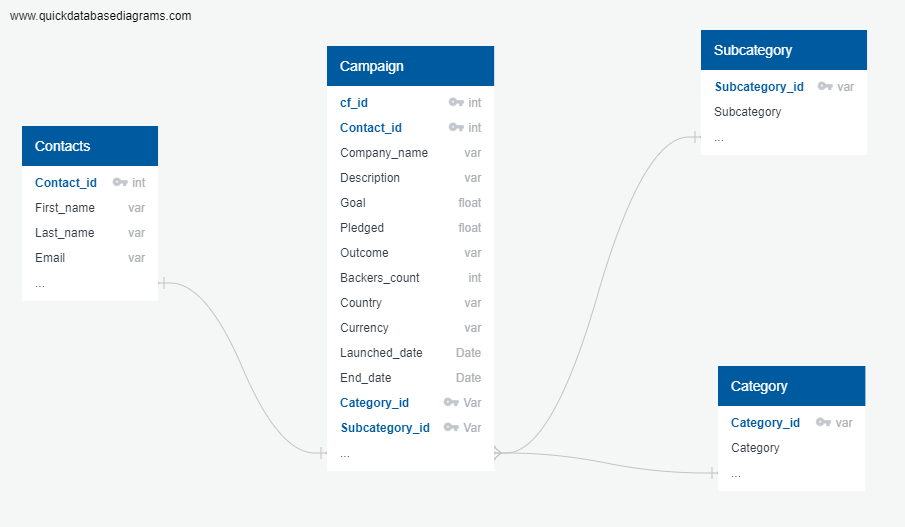 www.quickdatabasediagrams.com
Contacts
Contact_id int
First_name var
Last_name var
Email var
...
Campaign
cf_id int
Contact_id int
Company_name var
Description var
Goal float
Pledged float
Outcome var
Backers_count int
Country var
Currency var
Launched_date Date
End_date Date
Category_id Var
Subcategory_id Var
...
Subcategory
Subcategory_id var
Subcategory
...
Category
Category_id var
Category
...